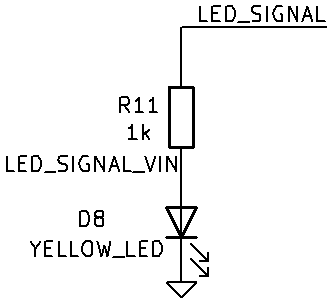 LED_SIGNAL
R11
1k
LED_SIGNAL_VIN
D8
YELLOW_LED